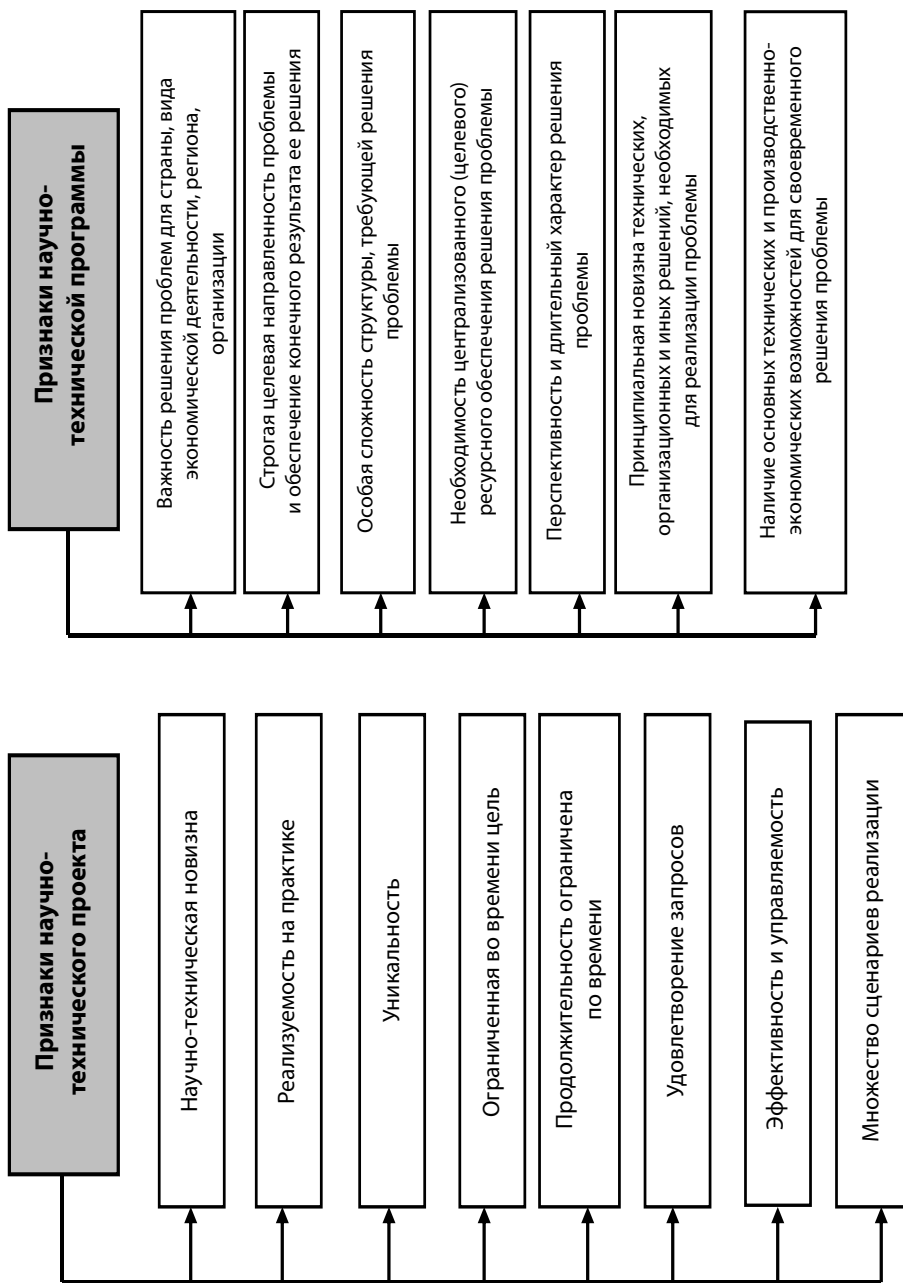 Признаки научно-
технического проекта
Научно-техническая новизна
Реализуемость на практике
Уникальность
Ограниченная во времени цель
Продолжительность ограничена
по времени
Удовлетворение запросов
Эффективность и управляемость
Множество сценариев реализации
Признаки научно-
технической программы
Важность решения проблем для страны, вида
экономической деятельности, региона,
организации
Строгая целевая направленность проблемы
и обеспечение конечного результата ее решения
Особая сложность структуры, требующей решения
проблемы
Необходимость централизованного (целевого)
ресурсного обеспечения решения проблемы
Перспективность и длительный характер решения
проблемы
Принципиальная новизна технических,
организационных и иных решений, необходимых
для реализации проблемы
Наличие основных технических и производственно-
экономических возможностей для своевременного
решения проблемы